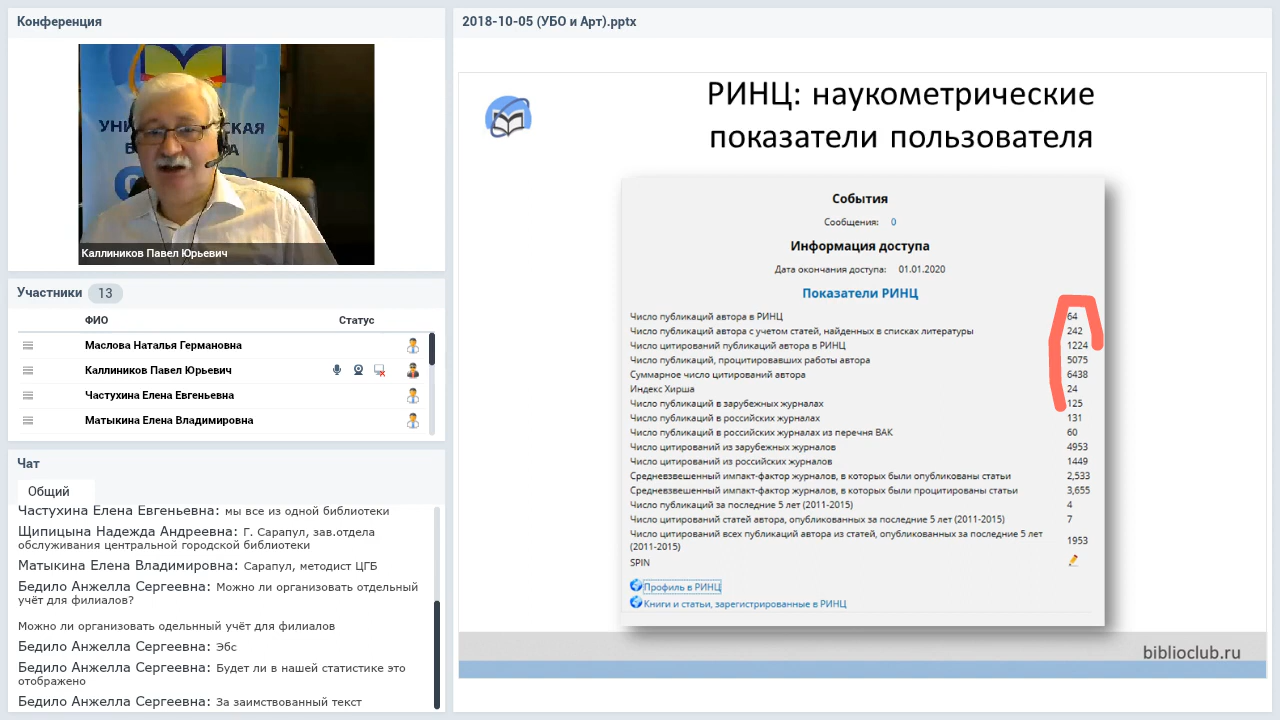 Конференция
УНИ
СКАЯ
Каллиников Павел Юрьевич
Участники 13
ФИО Статус
Маслова Наталья Германовна
Каллиников Павел Юрьевич
Частухина Елена Евгеньевна
Матыкина Елена Владимировна
Чат
Общий
Частухина Елена Евгеньевна: мы все из одной библиотеки
Щипицына Надежда Андреевна: Г. Сарапул, зав.отдела
обслуживания центральной городской библиотеки
Матыкина Елена Владимировна: Сарапул, методист ЦГБ
Бедило Анжелла Сергеевна: Можно ли организовать отдельный
учёт для филиалов?
Можно ли организовать одельнный учёт для филиалов
Бедило Анжелла Сергеевна: Эбс
Бедило Анжелла Сергеевна: Будет ли в нашей статистике это
отображено
Бедило Анжелла Сергеевна: За заимствованный текст
2018-10-05 (УБО и Арт).pptx
РИНЦ: наукометрические
показатели пользователя
События
Сообщения: 0
Информация доступа
Дата окончания доступа: 01.01.2020
Показатели РИНЦ
Число публикаций автора в РИНЦ 64
Число публикаций автора с учетом статей, найденных в списках литературы 242
Число цитирований публикаций автора в РИНЦ 1224
Число публикаций, процитировавших работы автора 5075
Суммарное число цитирований автора 6438
Индекс Хирша 24
Число публикаций в зарубежных журналах 125
Число публикаций в российских журналах 131
Число публикаций в российских журналах из перечня ВАК 60
Число цитирований из зарубежных журналов 4953
Число цитирований из российских журналов 1449
Средневзвешенный импакт-фактор журналов, в которых были опубликованы статьи 2,533
Средневзвешенный импакт-фактор журналов, в которых были процитированы статьи 3,655
Число публикаций за последние 5 лет (2011-2015) 4
Число цитирований статей автора, опубликованных за последние 5 лет (2011-2015) 7
Число цитирований всех публикаций автора из статей, опубликованных за последние 5 лет
(2011-2015) 1953
SPIN
Профиль в РИНЦ
Книги и статьи, зарегистрированные в РИНЦ
biblioclub.ru